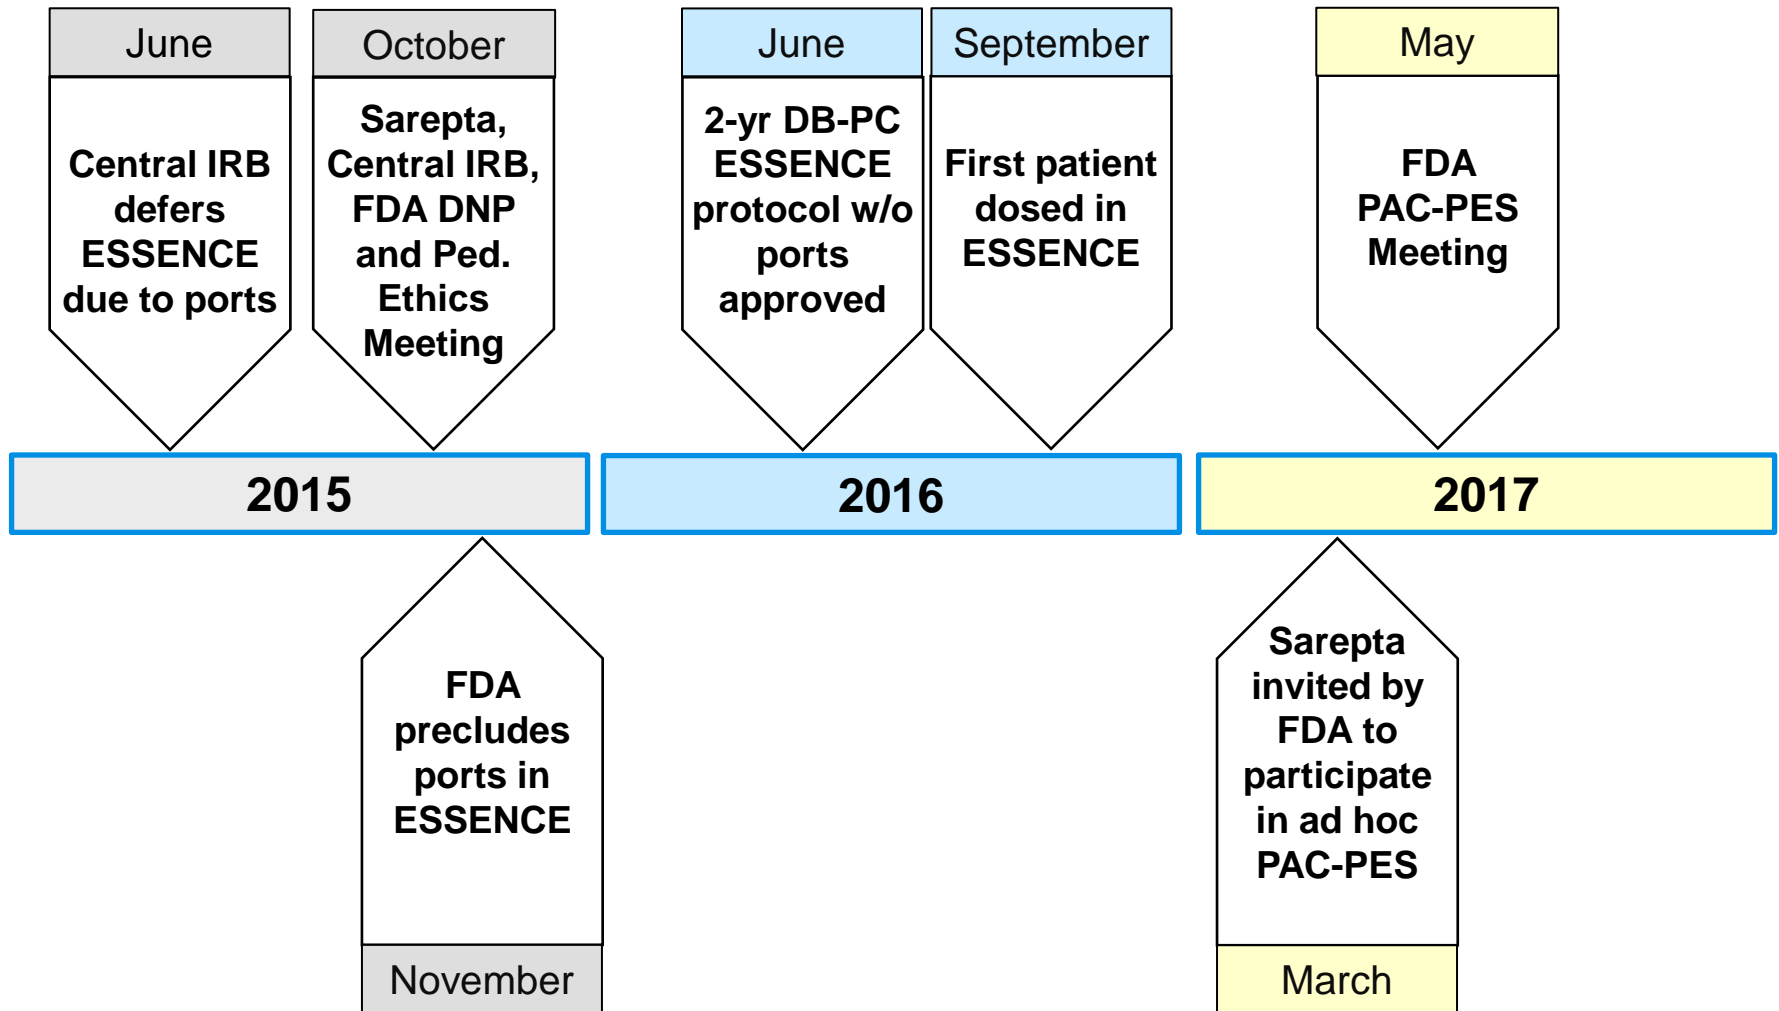 June
Central IRB
defers
ESSENCE
due to ports
October
Sarepta,
Central IRB,
FDA DNP
and Ped.
Ethics
Meeting
June
2-yr DB-PC
ESSENCE
protocol w/o
ports
approved
September
First patient
dosed in
ESSENCE
May
FDA
PAC-PES
Meeting
2015
2016
2017
FDA
precludes
ports in
ESSENCE
November
Sarepta
invited by
FDA to
participate
in ad hoc
PAC-PES
March